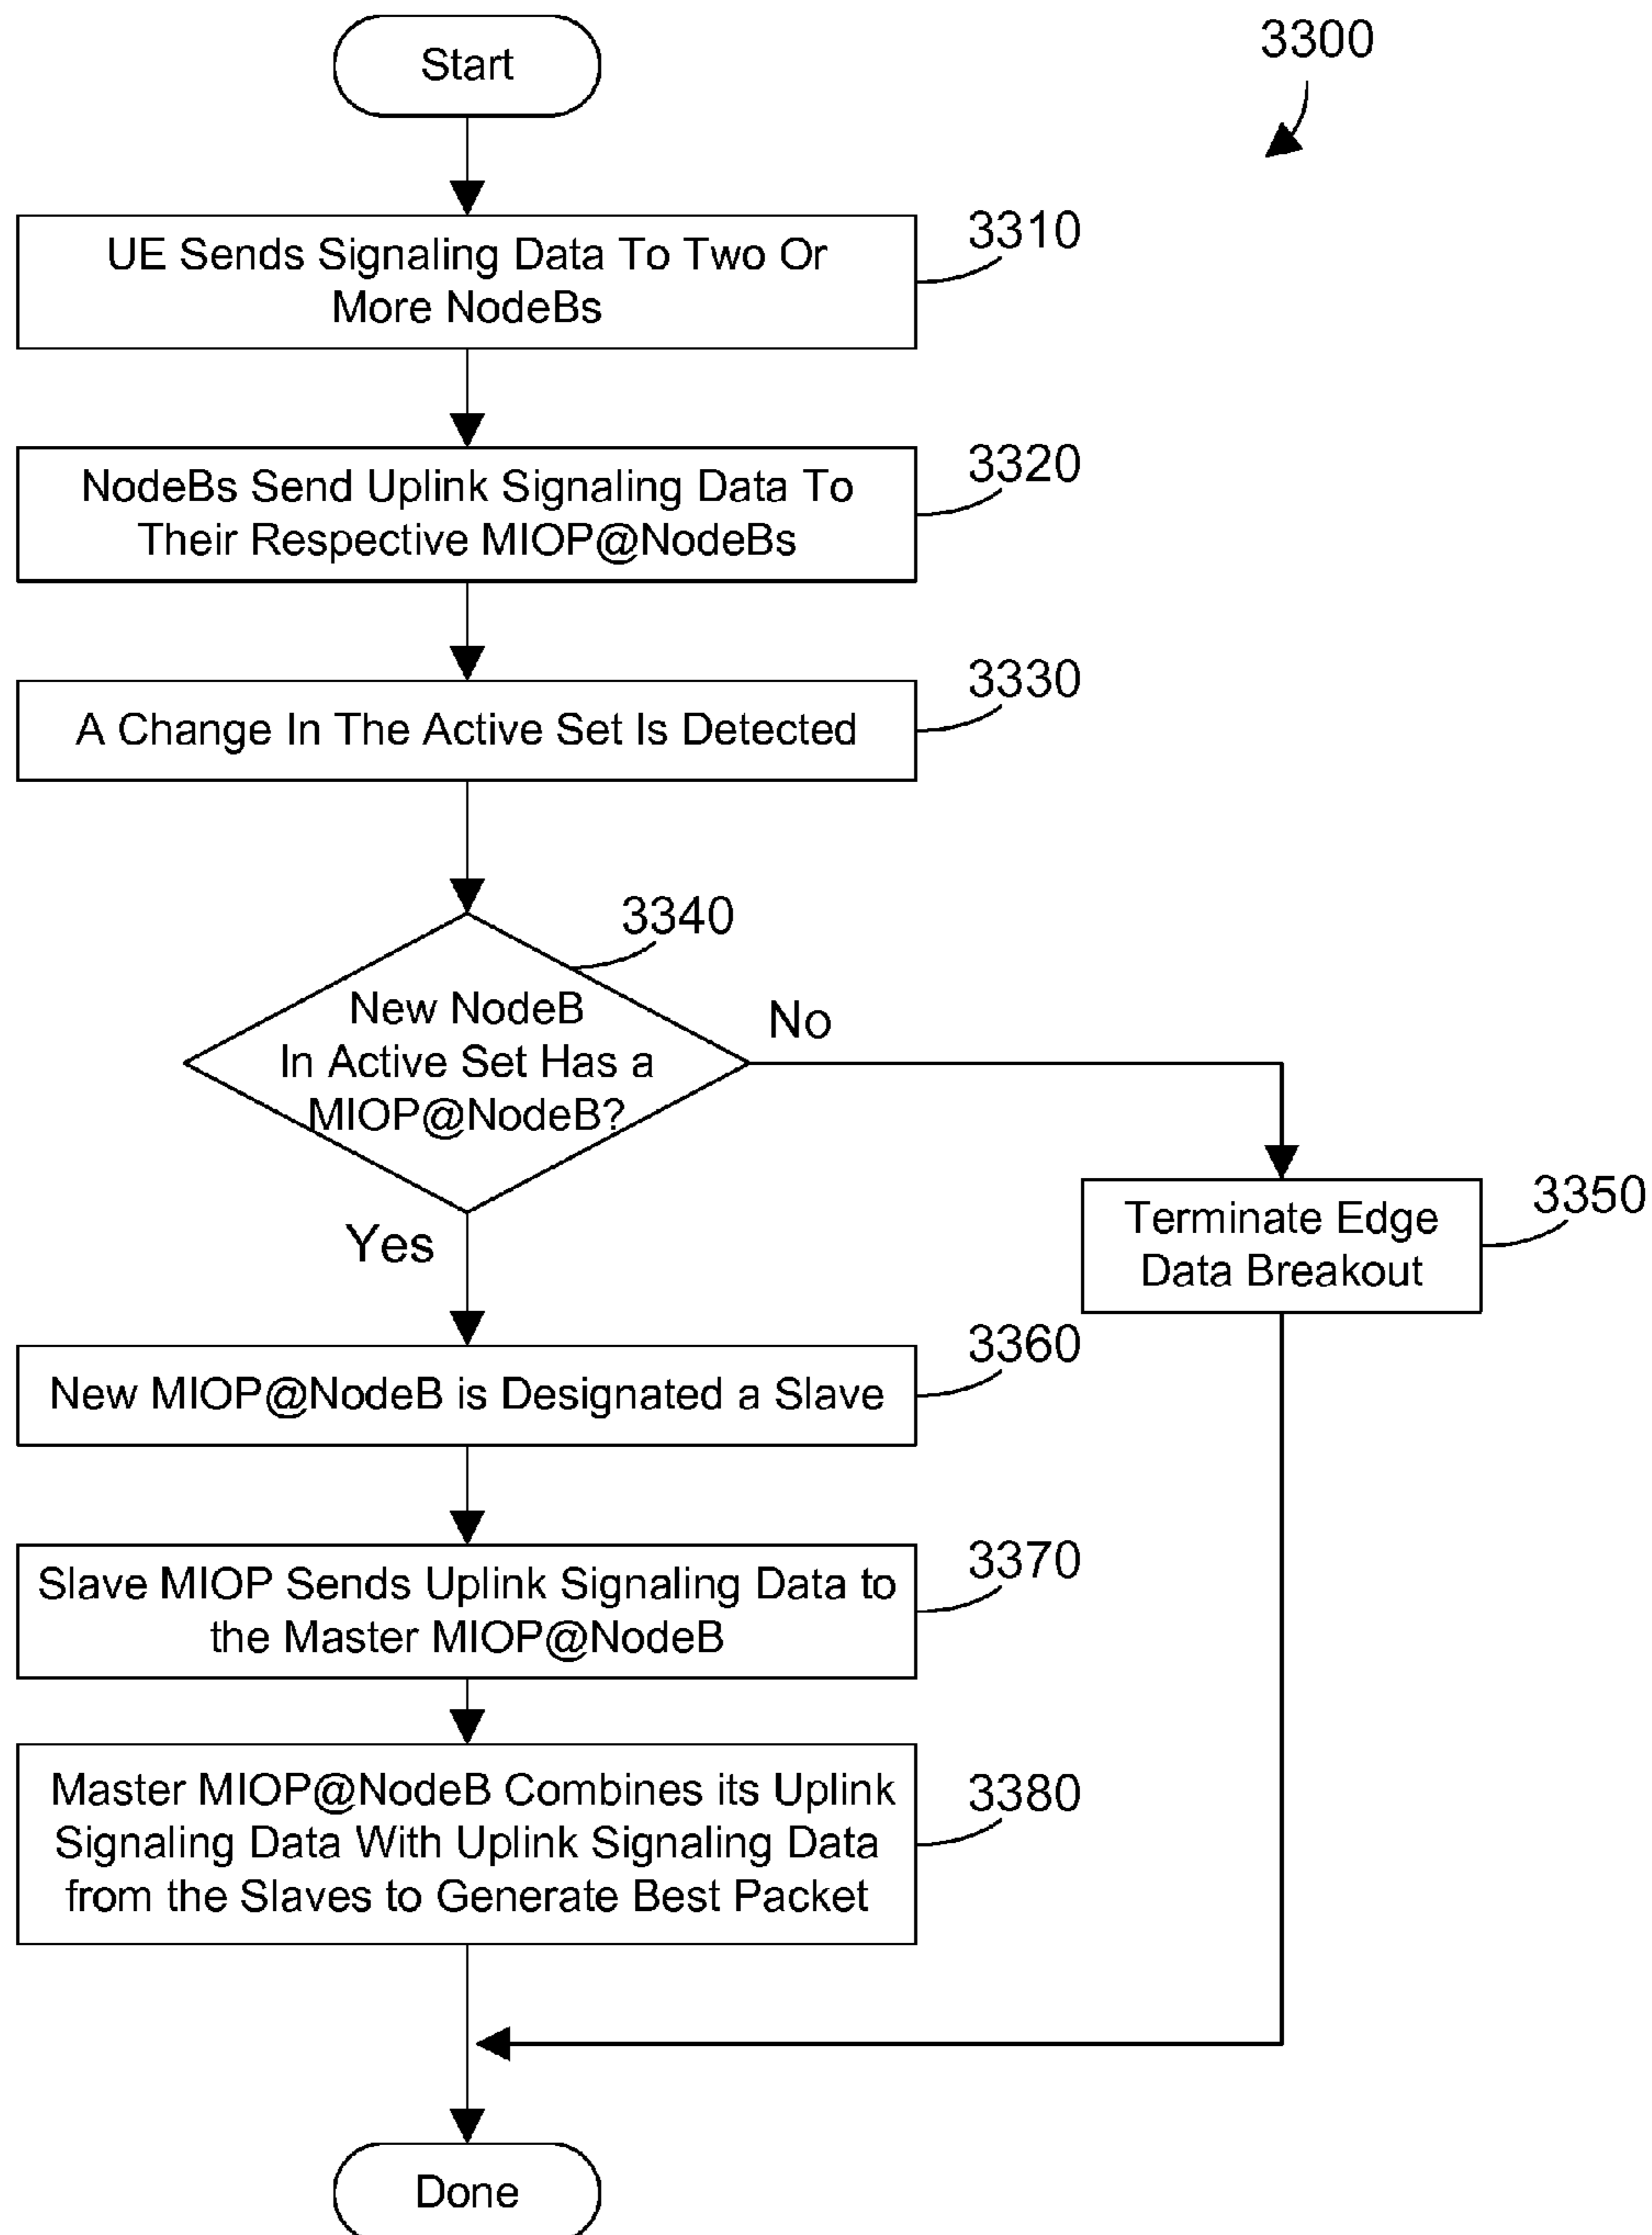 Start
3300
UE Sends Signaling Data To Two Or
More NodeBs
3310
NodeBs Send Uplink Signaling Data To
Their Respective MIOP@NodeBs
3320
A Change In The Active Set Is Detected
3330
3340
New NodeB
In Active Set Has a
MIOP@NodeB?
No
Yes
Terminate Edge
Data Breakout
3350
New MIOP@NodeB is Designated a Slave
3360
Slave MIOP Sends Uplink Signaling Data to
the Master MIOP@NodeB
3370
Master MIOP@NodeB Combines its Uplink
Signaling Data With Uplink Signaling Data
from the Slaves to Generate Best Packet
3380
Done